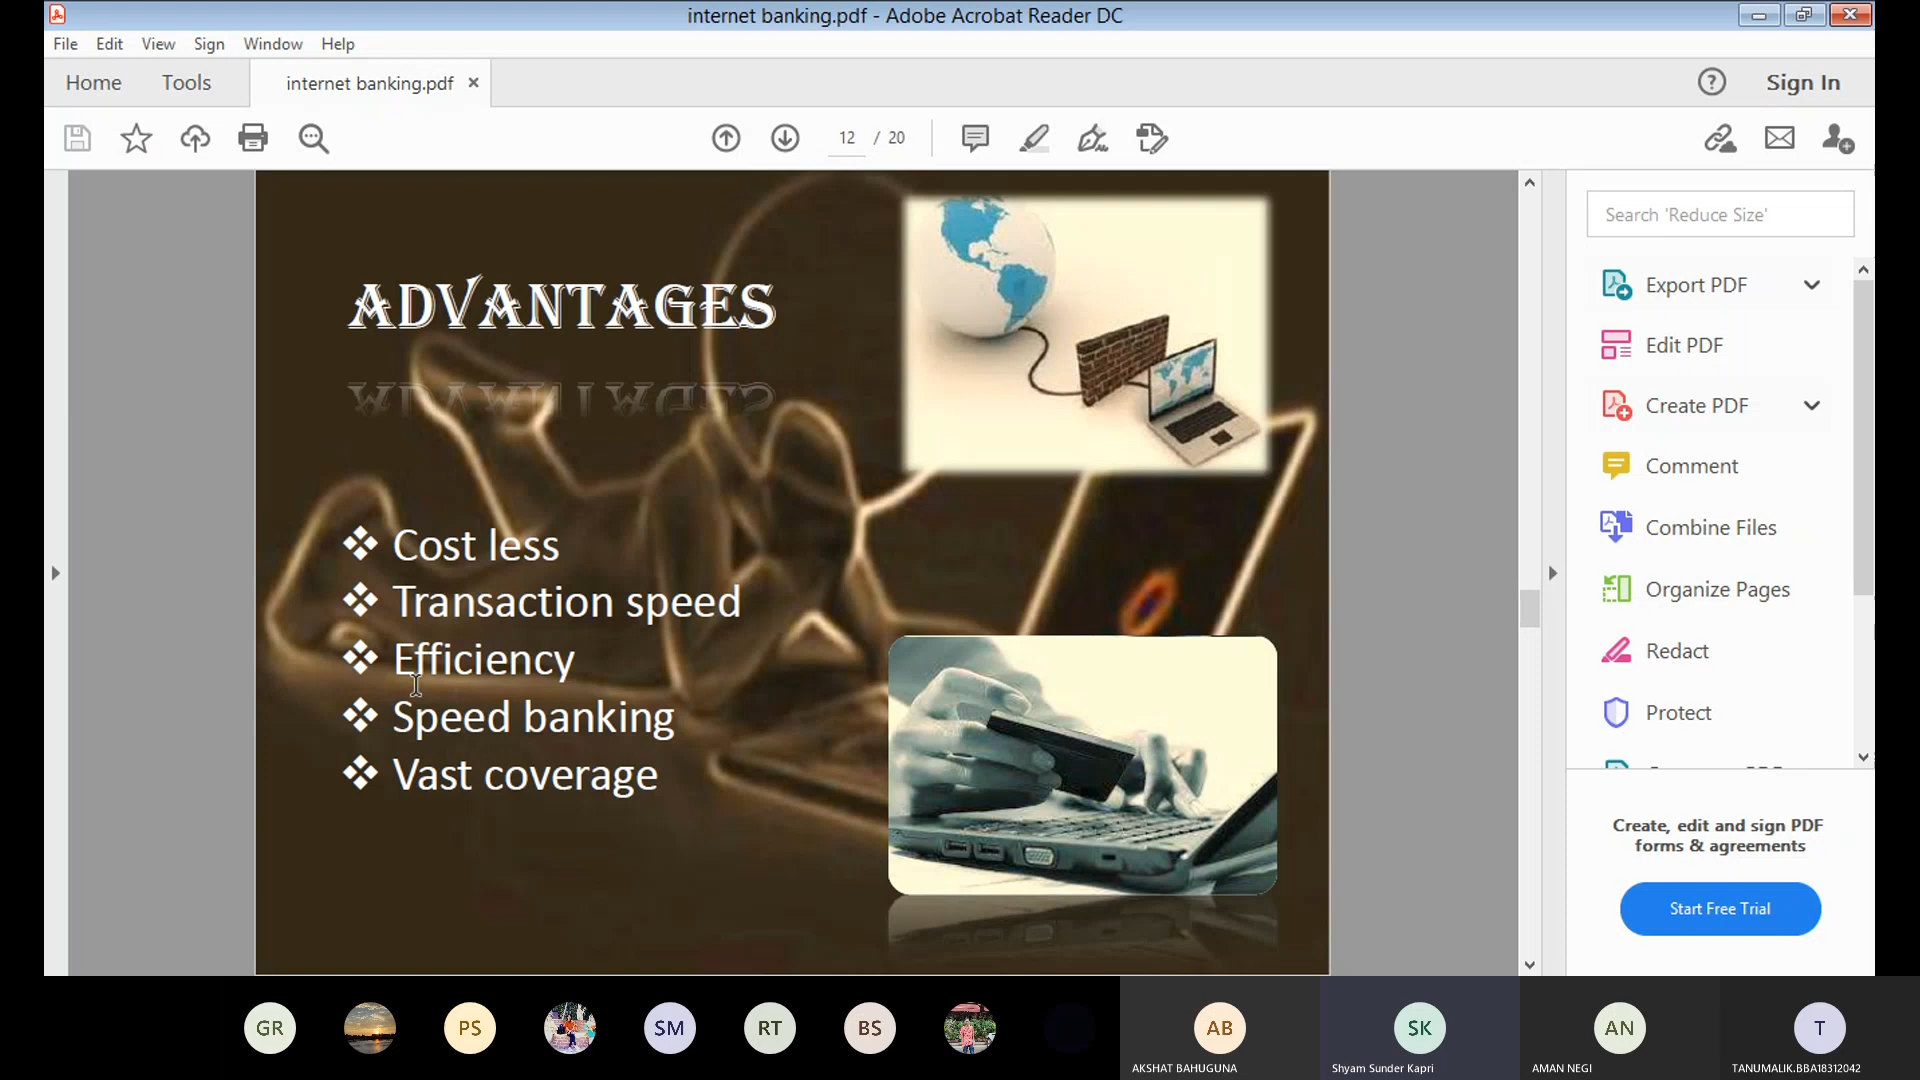 internet banking.pdf - Adobe Acrobat Reader DC
File Edit View Sign Window Help
Home Tools internet banking.pdf × Sign In
12 / 20
Search 'Reduce Size'
Export PDF
Edit PDF
Create PDF
Comment
Combine Files
Organize Pages
Redact
Protect
ADVANTAGES
❖ Cost less
❖ Transaction speed
❖ Efficiency
❖ Speed banking
❖ Vast coverage
Create, edit and sign PDF
forms & agreements
Start Free Trial
GR PS SM RT BS AB SK AN T
AKSHAT BAHUGUNA Shyam Sunder Kapri AMAN NEGI TANUMALIK.BBA18312042